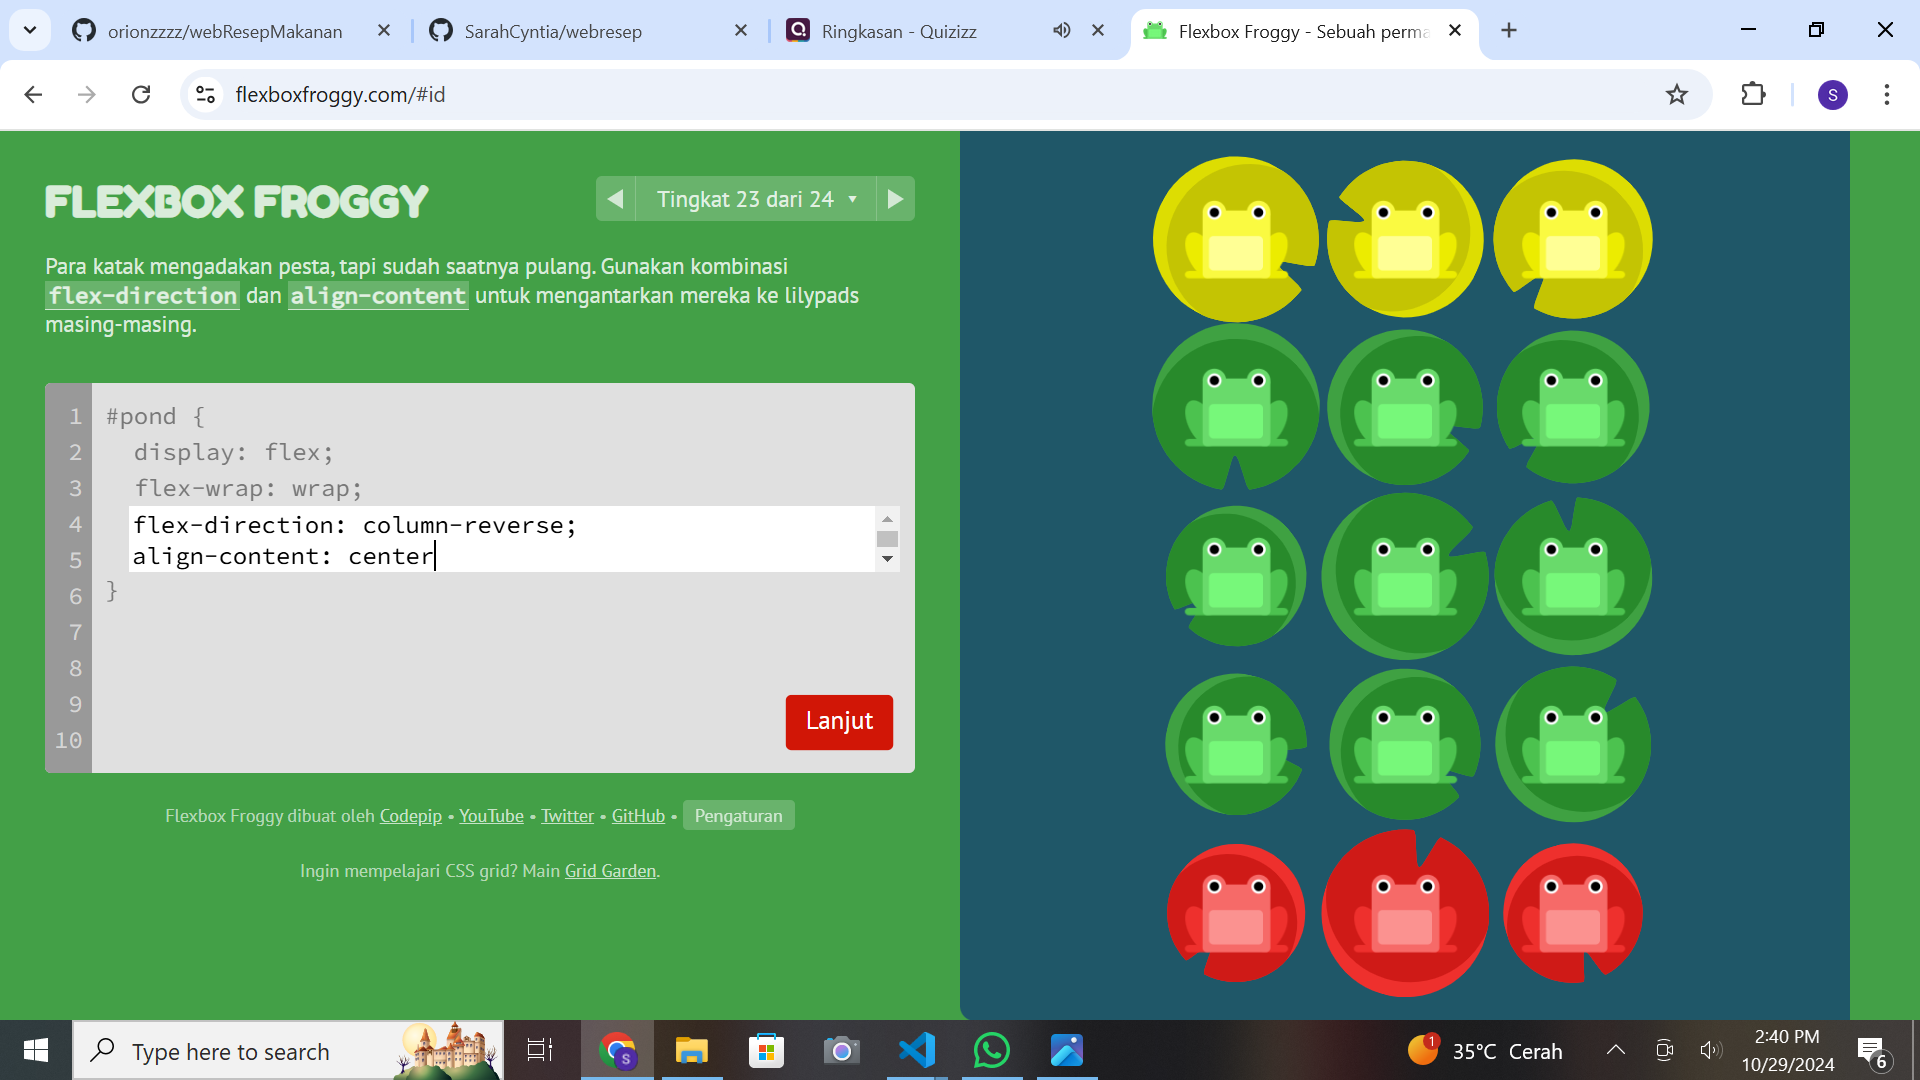 orionzzzz/webResepMakanan
SarahCyntia/webresep
Ringkasan - Quizizz
Flexbox Froggy - Sebuah perma
flexboxfroggy.com/#id
S
FLEXBOX FROGGY
Tingkat 23 dari 24
Para katak mengadakan pesta, tapi sudah saatnya pulang. Gunakan kombinasi
flex-direction dan align-content untuk mengantarkan mereka ke lilypads
masing-masing.
1 #pond {
2 display: flex;
3 flex-wrap: wrap;
4 flex-direction: column-reverse;
5 align-content: center
6 }
7
8
9
10
Lanjut
Flexbox Froggy dibuat oleh Codepip • YouTube • Twitter • GitHub • Pengaturan
Ingin mempelajari CSS grid? Main Grid Garden.
Type here to search
S
1
35°C Cerah
2:40 PM
10/29/2024
6